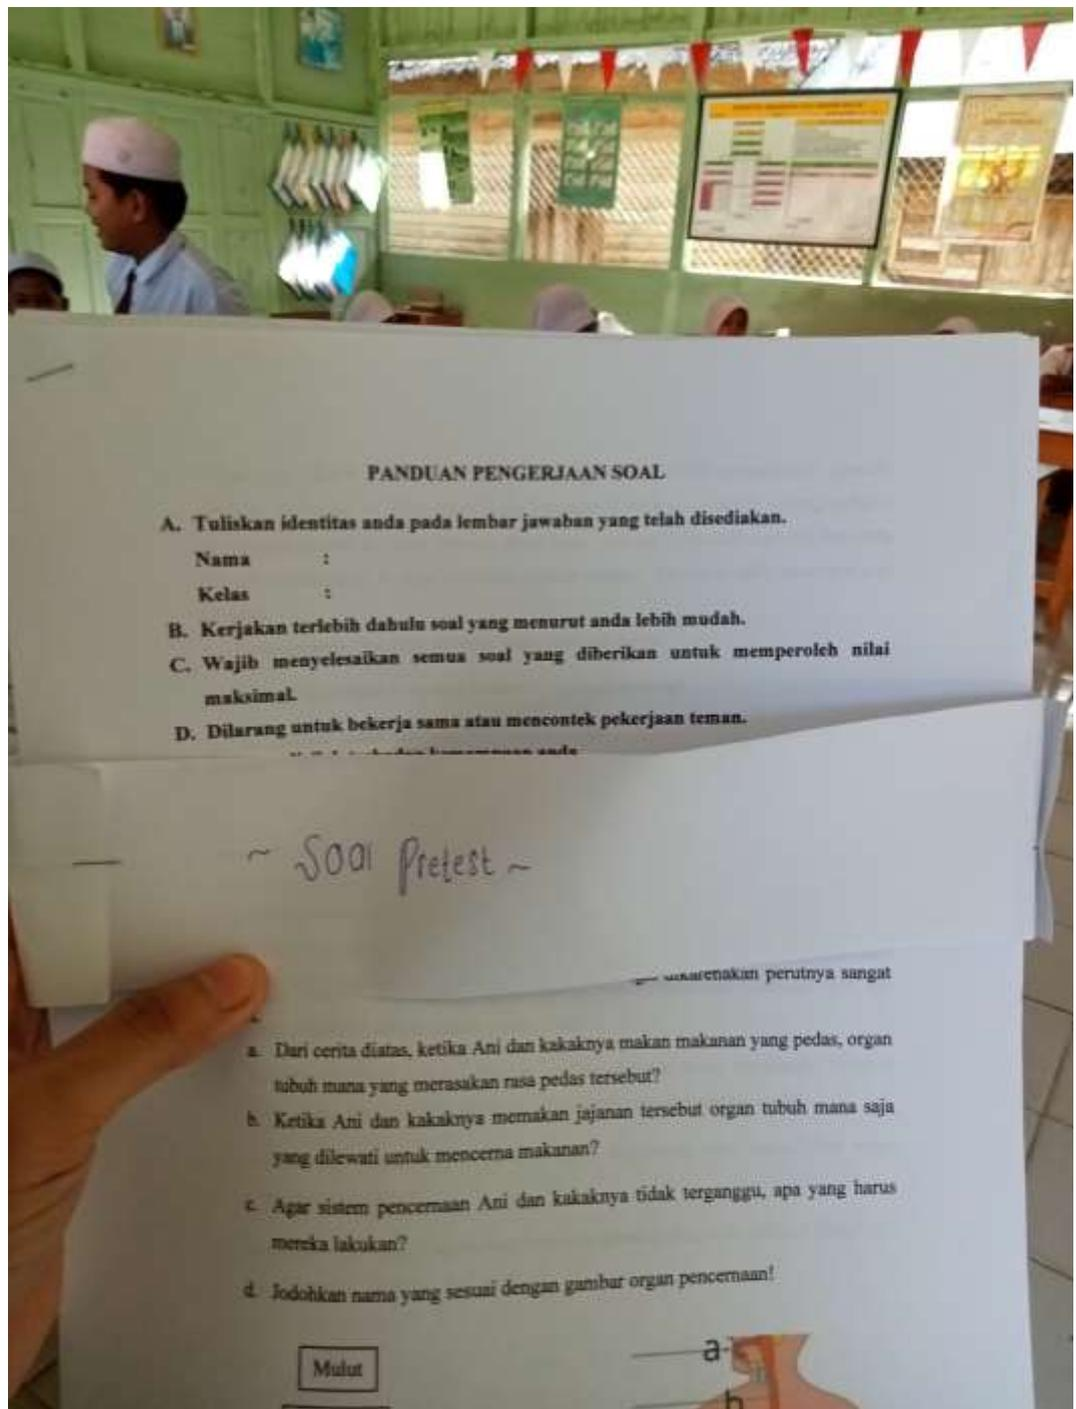 PANDUAN PENGERJAAN SOAL
A. Tuliskan identitas anda pada lembar jawaban yang telah disediakan.
Nama :
Kelas :
B. Kerjakan terlebih dahulu soal yang menurut anda lebih mudah.
C. Wajib menyelesaikan semua soal yang diberikan untuk memperoleh nilai
maksimal.
D. Dilarang untuk bekerja sama atau mencontek pekerjaan teman.
anda
~ Soal Pretest ~
dikarenakan perutnya sangat
a. Dari cerita diatas, ketika Ani dan kakaknya makan makanan yang pedas, organ
tubuh mana yang merasakan rasa pedas tersebut?
b. Ketika Ani dan kakaknya memakan jajanan tersebut organ tubuh mana saja
yang dilewati untuk mencerna makanan?
c. Agar sistem pencernaan Ani dan kakaknya tidak terganggu, apa yang harus
mereka lakukan?
d. Jodohkan nama yang sesuai dengan gambar organ pencernaan!
Mulut
a
b